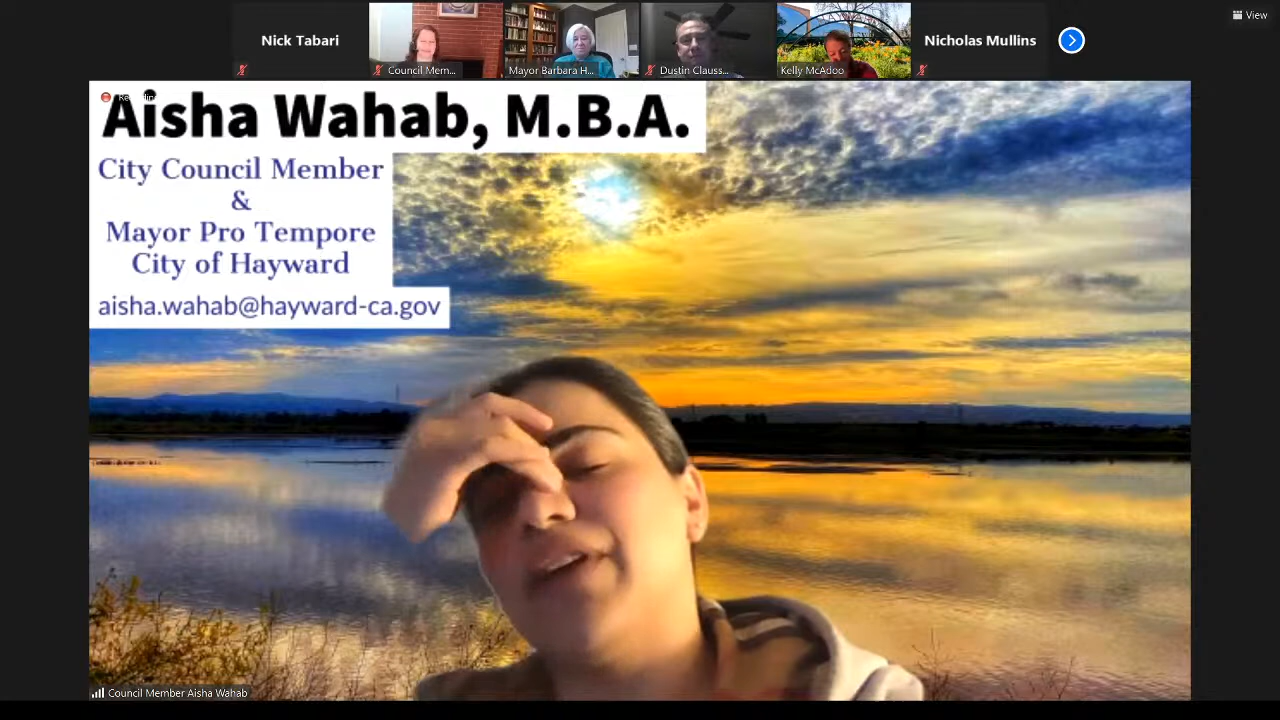 View
Nick Tabari
Council Mem...
Mayor Barbara H...
Dustin Clauss...
Kelly McAdoo
Nicholas Mullins
Aisha Wahab, M.B.A.
City Council Member
&
Mayor Pro Tempore
City of Hayward
aisha.wahab@hayward-ca.gov
Council Member Aisha Wahab